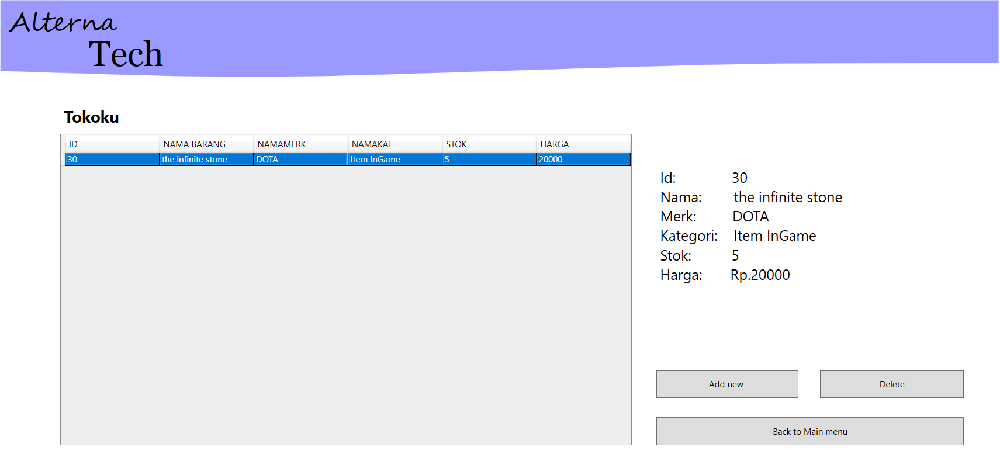 Alterna
Tech
Tokoku
ID NAMA BARANG NAMAMERK NAMAKAT STOK HARGA
30 the infinite stone DOTA Item InGame 5 20000
Id: 30
Nama: the infinite stone
Merk: DOTA
Kategori: Item InGame
Stok: 5
Harga: Rp.20000
Add new Delete
Back to Main menu